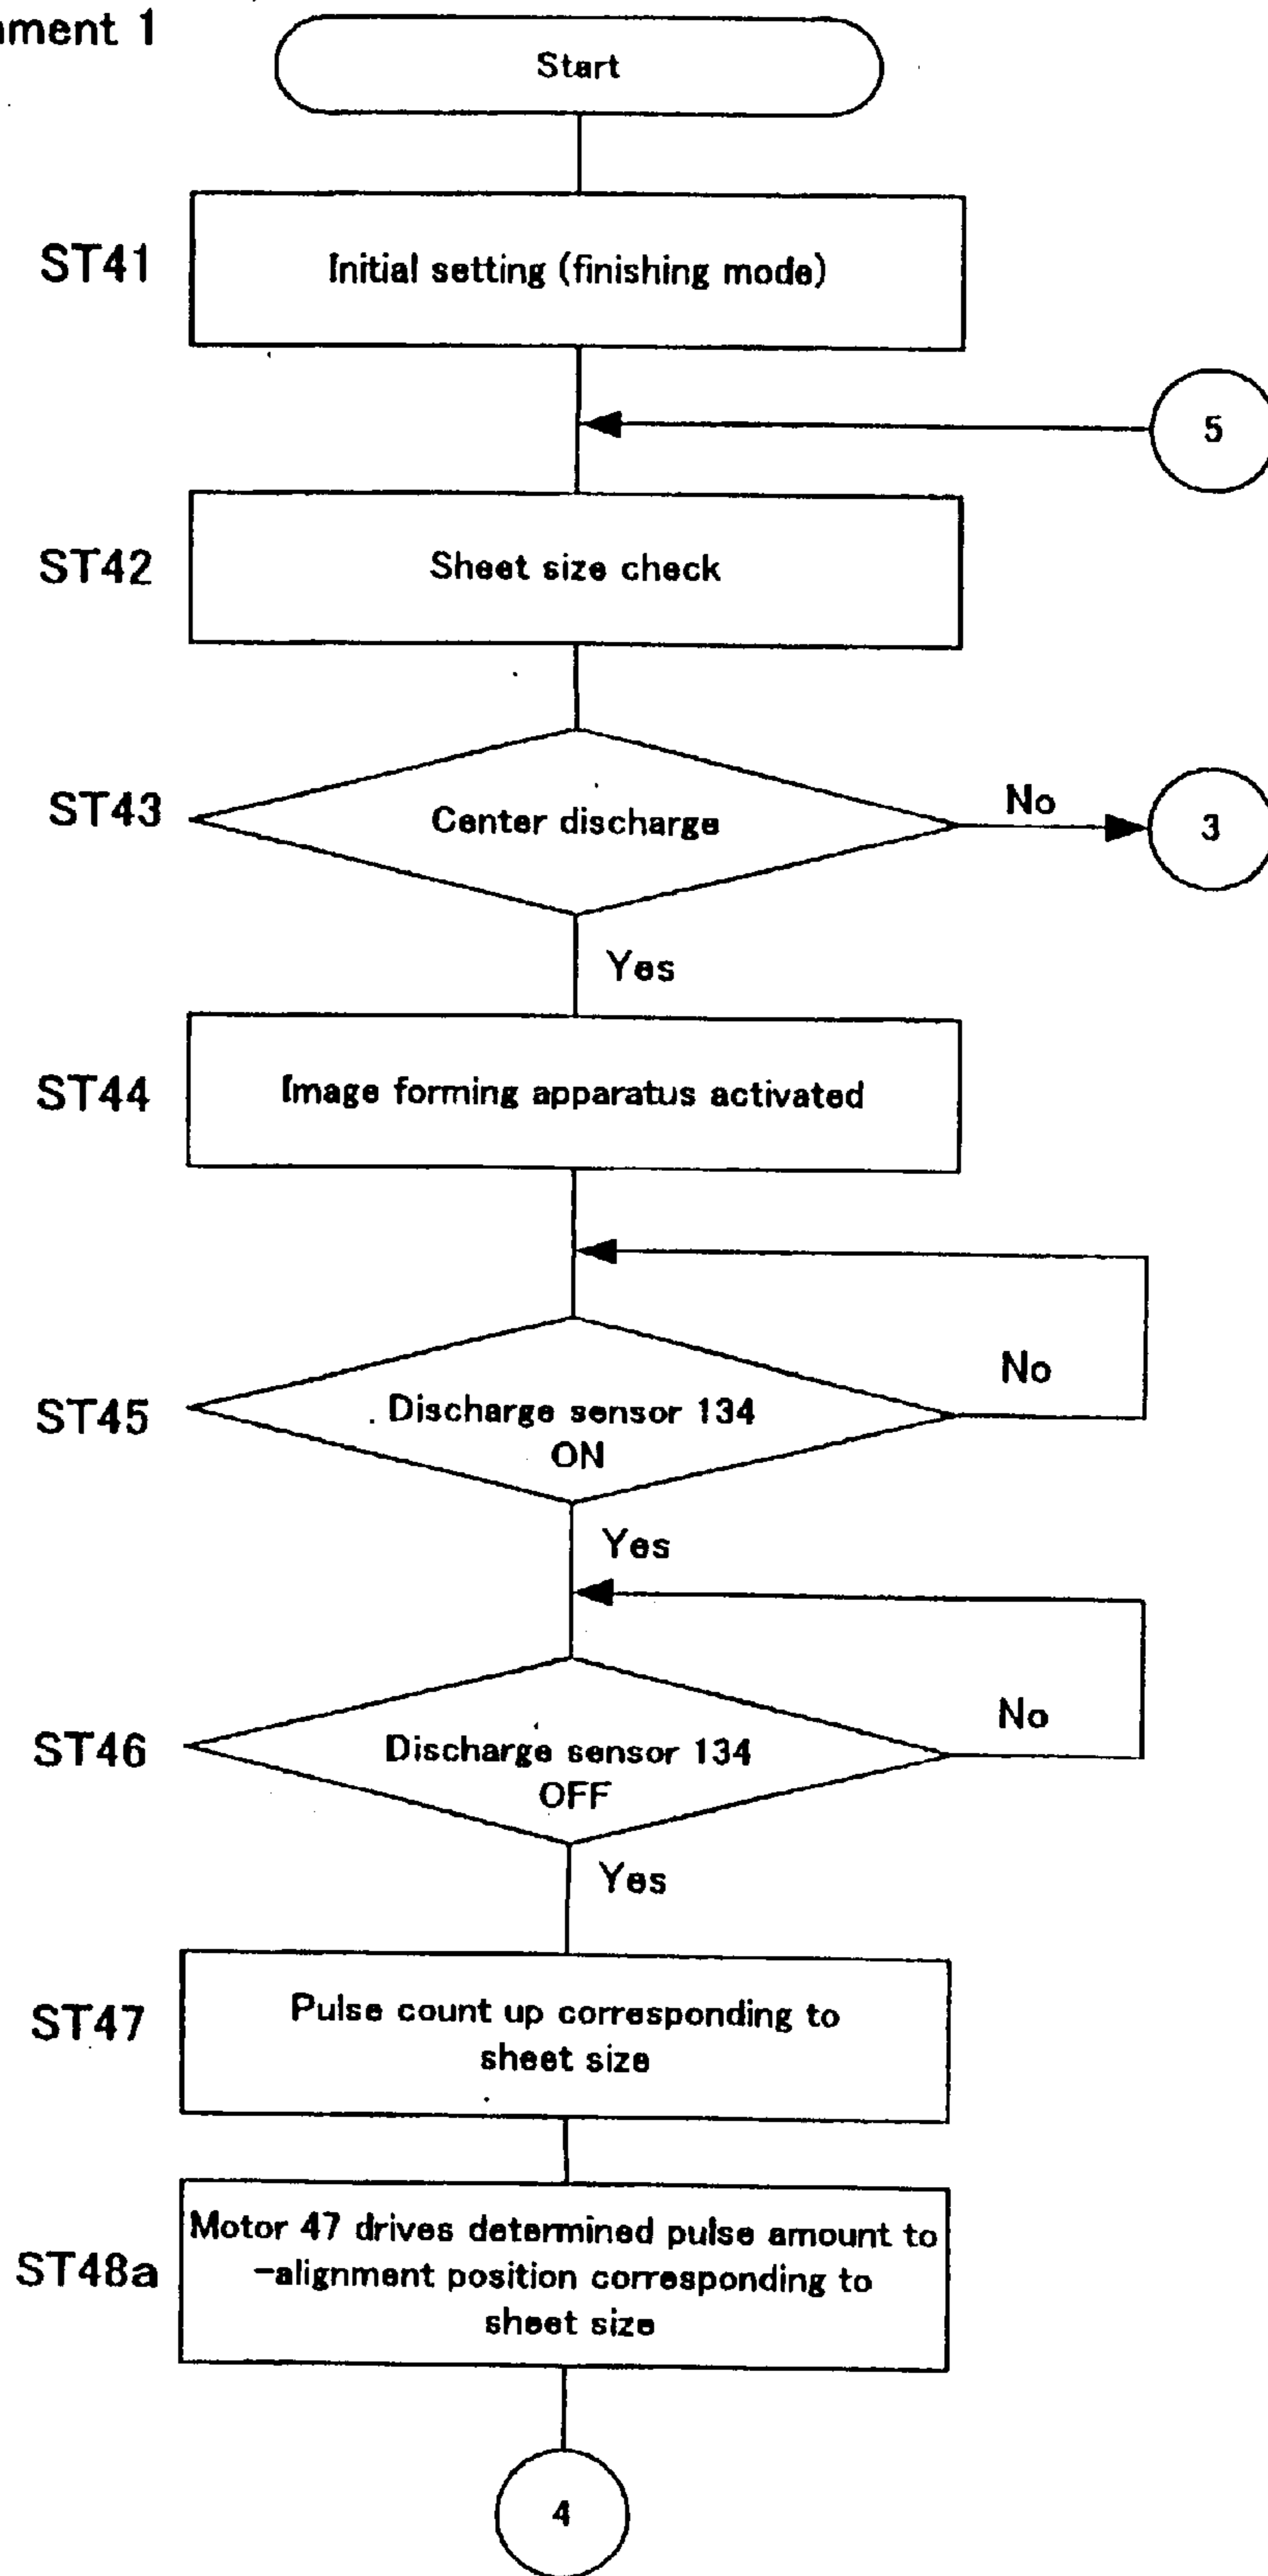 Start
ST41
Initial setting (finishing mode)
5
ST42
Sheet size check
ST43
Center discharge
No
3
Yes
ST44
Image forming apparatus activated
No
ST45
Discharge sensor 134
ON
Yes
No
ST46
Discharge sensor 134
OFF
Yes
ST47
Pulse count up corresponding to
sheet size
ST48a
Motor 47 drives determined pulse amount to
-alignment position corresponding to
sheet size
4